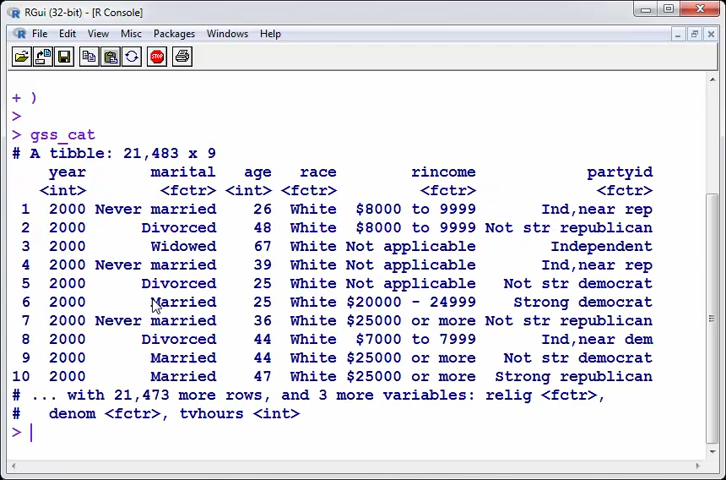 RGui (32-bit) - [R Console]
File Edit View Misc Packages Windows Help
STOP
+ )
>
> gss_cat
# A tibble: 21,483 x 9
year marital age race rincome partyid
<int> <fctr> <int> <fctr> <fctr> <fctr>
1 2000 Never married 26 White $8000 to 9999 Ind,near rep
2 2000 Divorced 48 White $8000 to 9999 Not str republican
3 2000 Widowed 67 White Not applicable Independent
4 2000 Never married 39 White Not applicable Ind,near rep
5 2000 Divorced 25 White Not applicable Not str democrat
6 2000 Married 25 White $20000 - 24999 Strong democrat
7 2000 Never married 36 White $25000 or more Not str republican
8 2000 Divorced 44 White $7000 to 7999 Ind,near dem
9 2000 Married 44 White $25000 or more Not str democrat
10 2000 Married 47 White $25000 or more Strong republican
# ... with 21,473 more rows, and 3 more variables: relig <fctr>,
# denom <fctr>, tvhours <int>
>